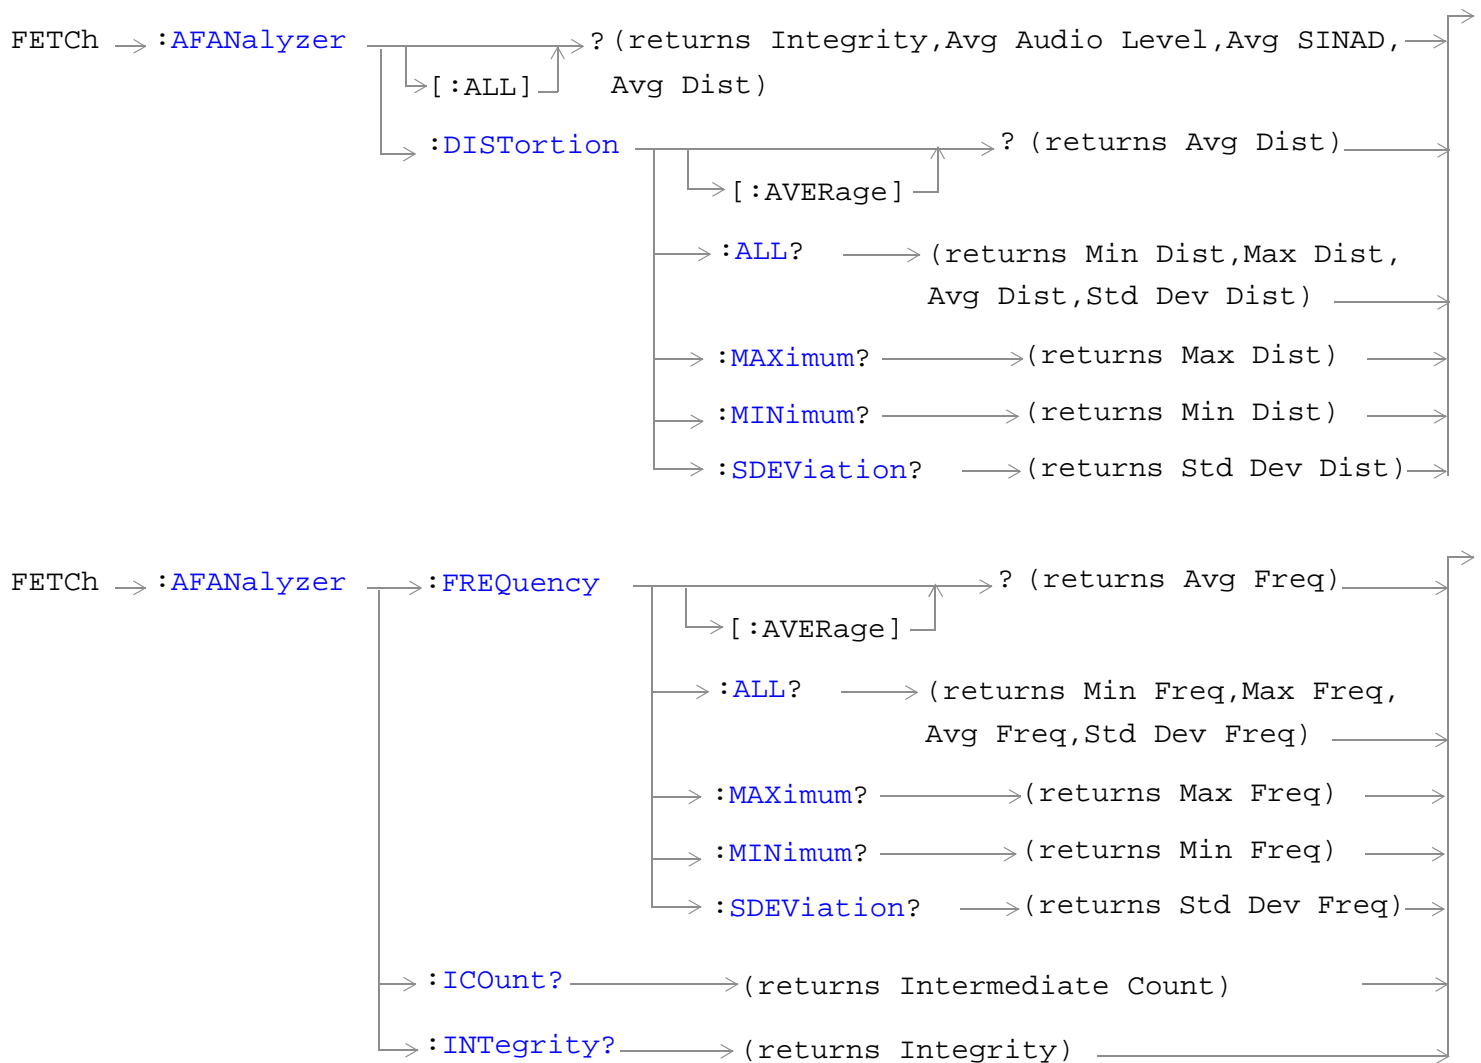 FETCh :AFANalyzer ? (returns Integrity,Avg Audio Level,Avg SINAD,
[:ALL] Avg Dist)
:DISTortion ? (returns Avg Dist)
[:AVERage]
:ALL? (returns Min Dist,Max Dist,
Avg Dist,Std Dev Dist)
:MAXimum? (returns Max Dist)
:MINimum? (returns Min Dist)
:SDEViation? (returns Std Dev Dist)
FETCh :AFANalyzer :FREQuency ? (returns Avg Freq)
[:AVERage]
:ALL? (returns Min Freq,Max Freq,
Avg Freq,Std Dev Freq)
:MAXimum? (returns Max Freq)
:MINimum? (returns Min Freq)
:SDEViation? (returns Std Dev Freq)
:ICOunt? (returns Intermediate Count)
:INTegrity? (returns Integrity)